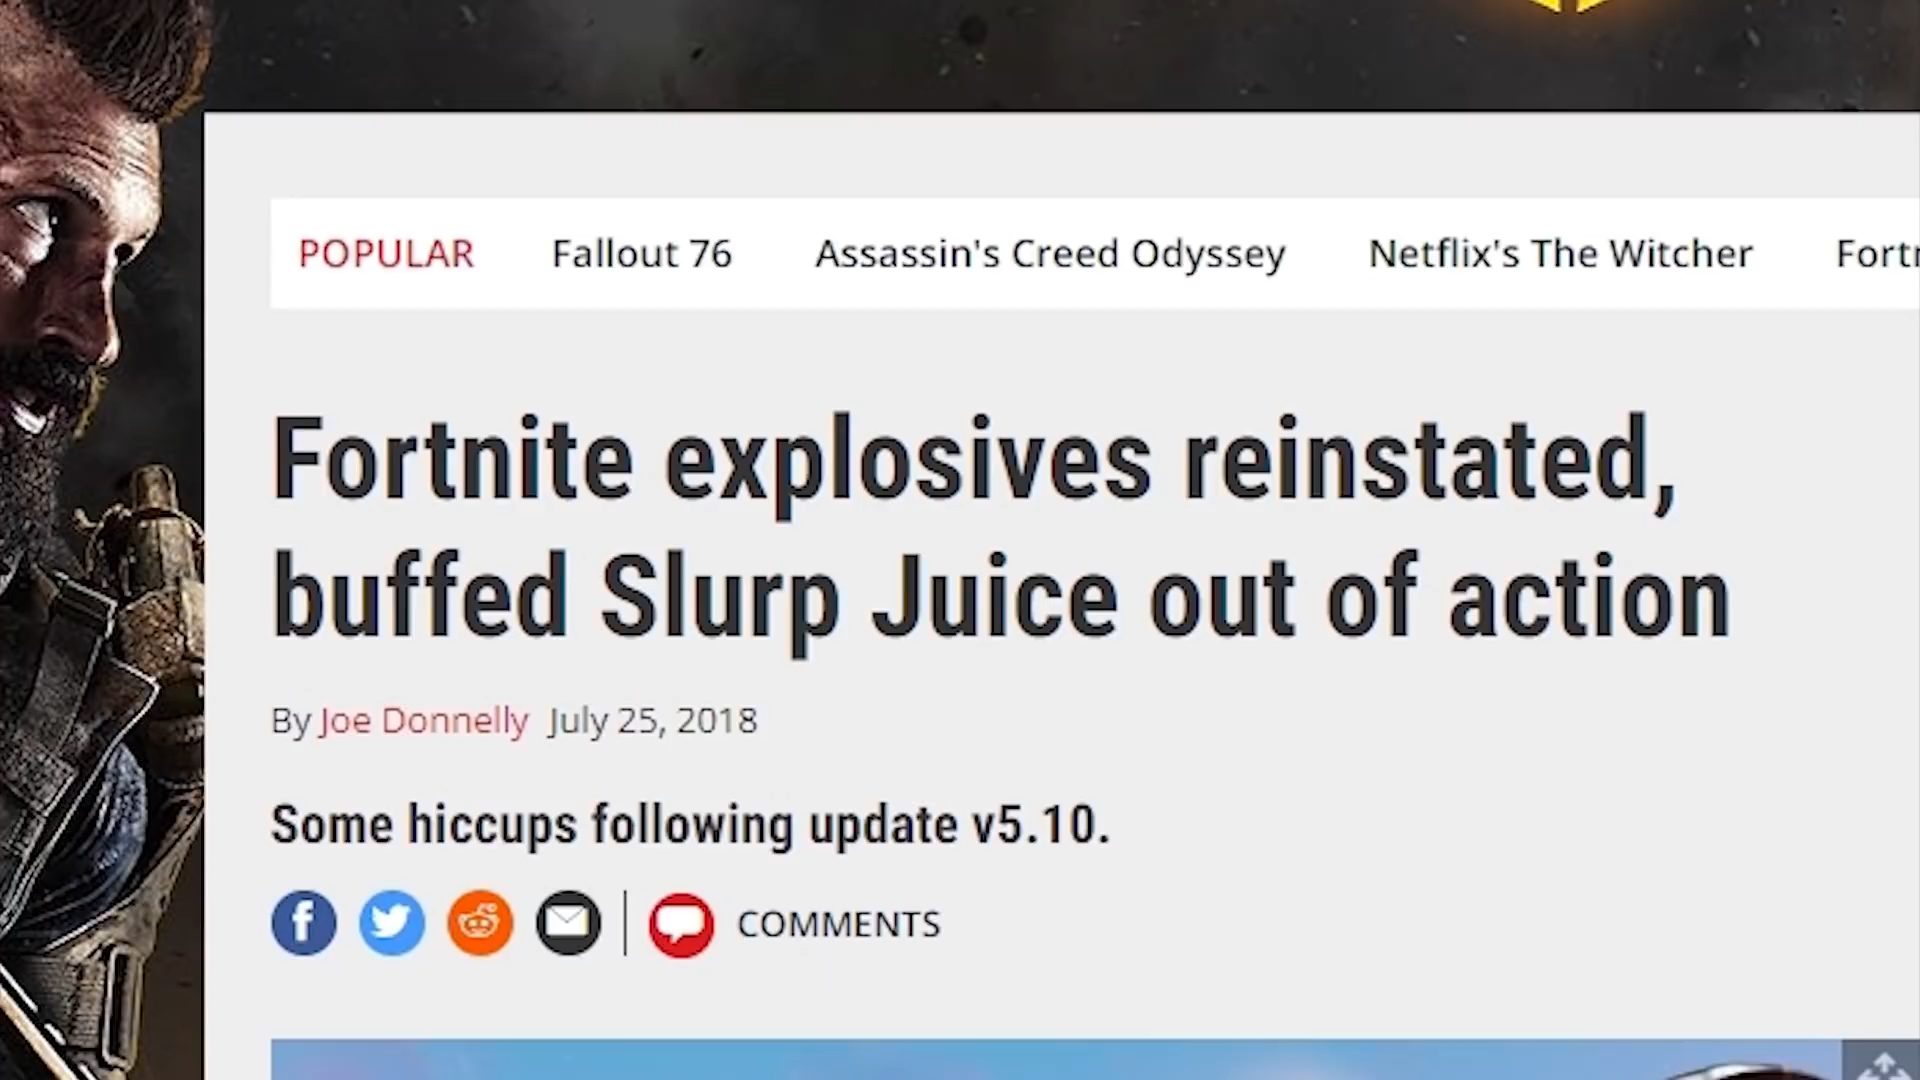 POPULAR Fallout 76 Assassin's Creed Odyssey Netflix's The Witcher
Fortnite explosives reinstated,
buffed Slurp Juice out of action
By Joe Donnelly July 25, 2018
Some hiccups following update v5.10.
COMMENTS